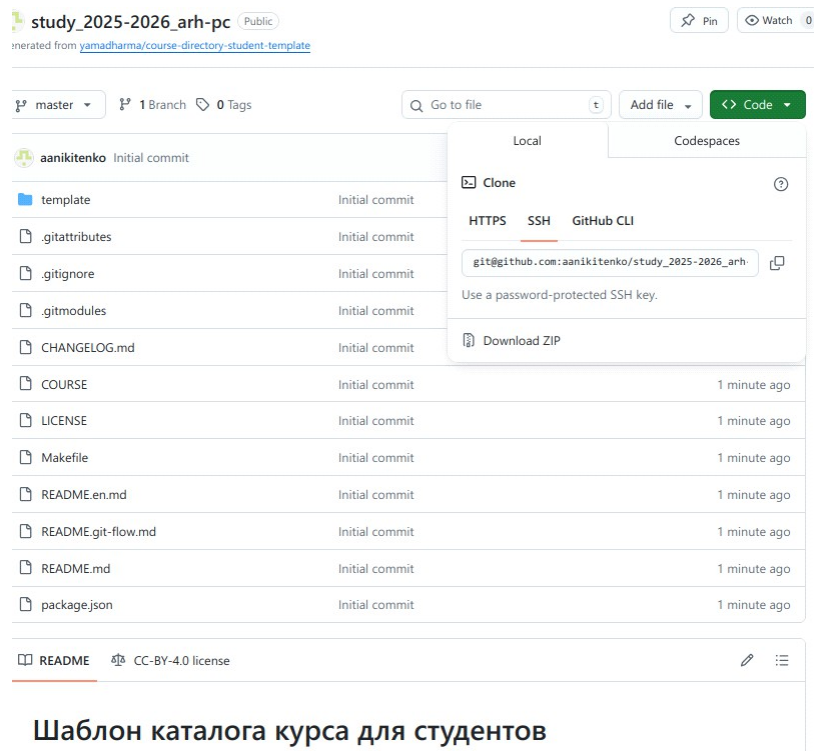 study_2025-2026_arh-pc Public Pin Watch 0
enerated from yamadharma/course-directory-student-template
master 1 Branch 0 Tags Go to file t Add file <> Code
Local Codespaces
aanikitenko Initial commit
Clone
HTTPS SSH GitHub CLI
git@github.com:aanikitenko/study_2025-2026_arh-
Use a password-protected SSH key.
Download ZIP
template Initial commit
.gitattributes Initial commit
.gitignore Initial commit
.gitmodules Initial commit
CHANGELOG.md Initial commit
COURSE Initial commit 1 minute ago
LICENSE Initial commit 1 minute ago
Makefile Initial commit 1 minute ago
README.en.md Initial commit 1 minute ago
README.git-flow.md Initial commit 1 minute ago
README.md Initial commit 1 minute ago
package.json Initial commit 1 minute ago
README CC-BY-4.0 license
Шаблон каталога курса для студентов